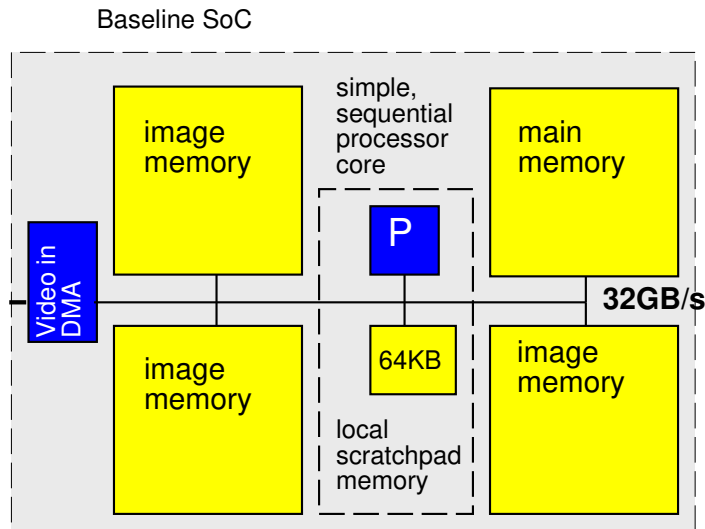 Baseline SoC
image
memory
simple,
sequential
processor
core
main
memory
P
Video in
DMA
32GB/s
image
memory
64KB
image
memory
local
scratchpad
memory